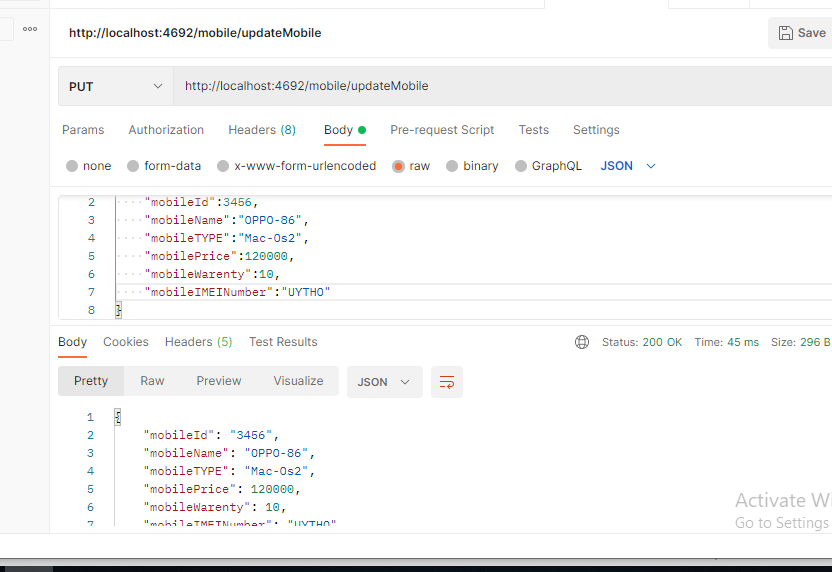 http://localhost:4692/mobile/updateMobile
Save
PUT
http://localhost:4692/mobile/updateMobile
Params Authorization Headers (8) Body Pre-request Script Tests Settings
none form-data x-www-form-urlencoded raw binary GraphQL JSON
2 "mobileId":3456,
3 "mobileName":"OPPO-86",
4 "mobileTYPE":"Mac-Os2",
5 "mobilePrice":120000,
6 "mobileWarenty":10,
7 "mobileIMEINumber":"UYTHO"
8 }
Body Cookies Headers (5) Test Results Status: 200 OK Time: 45 ms Size: 296 B
Pretty Raw Preview Visualize JSON
1 {
2 "mobileId": "3456",
3 "mobileName": "OPPO-86",
4 "mobileTYPE": "Mac-Os2",
5 "mobilePrice": 120000,
6 "mobileWarenty": 10,
7 "mobileIMEINumber": "UYTHO"
Activate Wi
Go to Settings